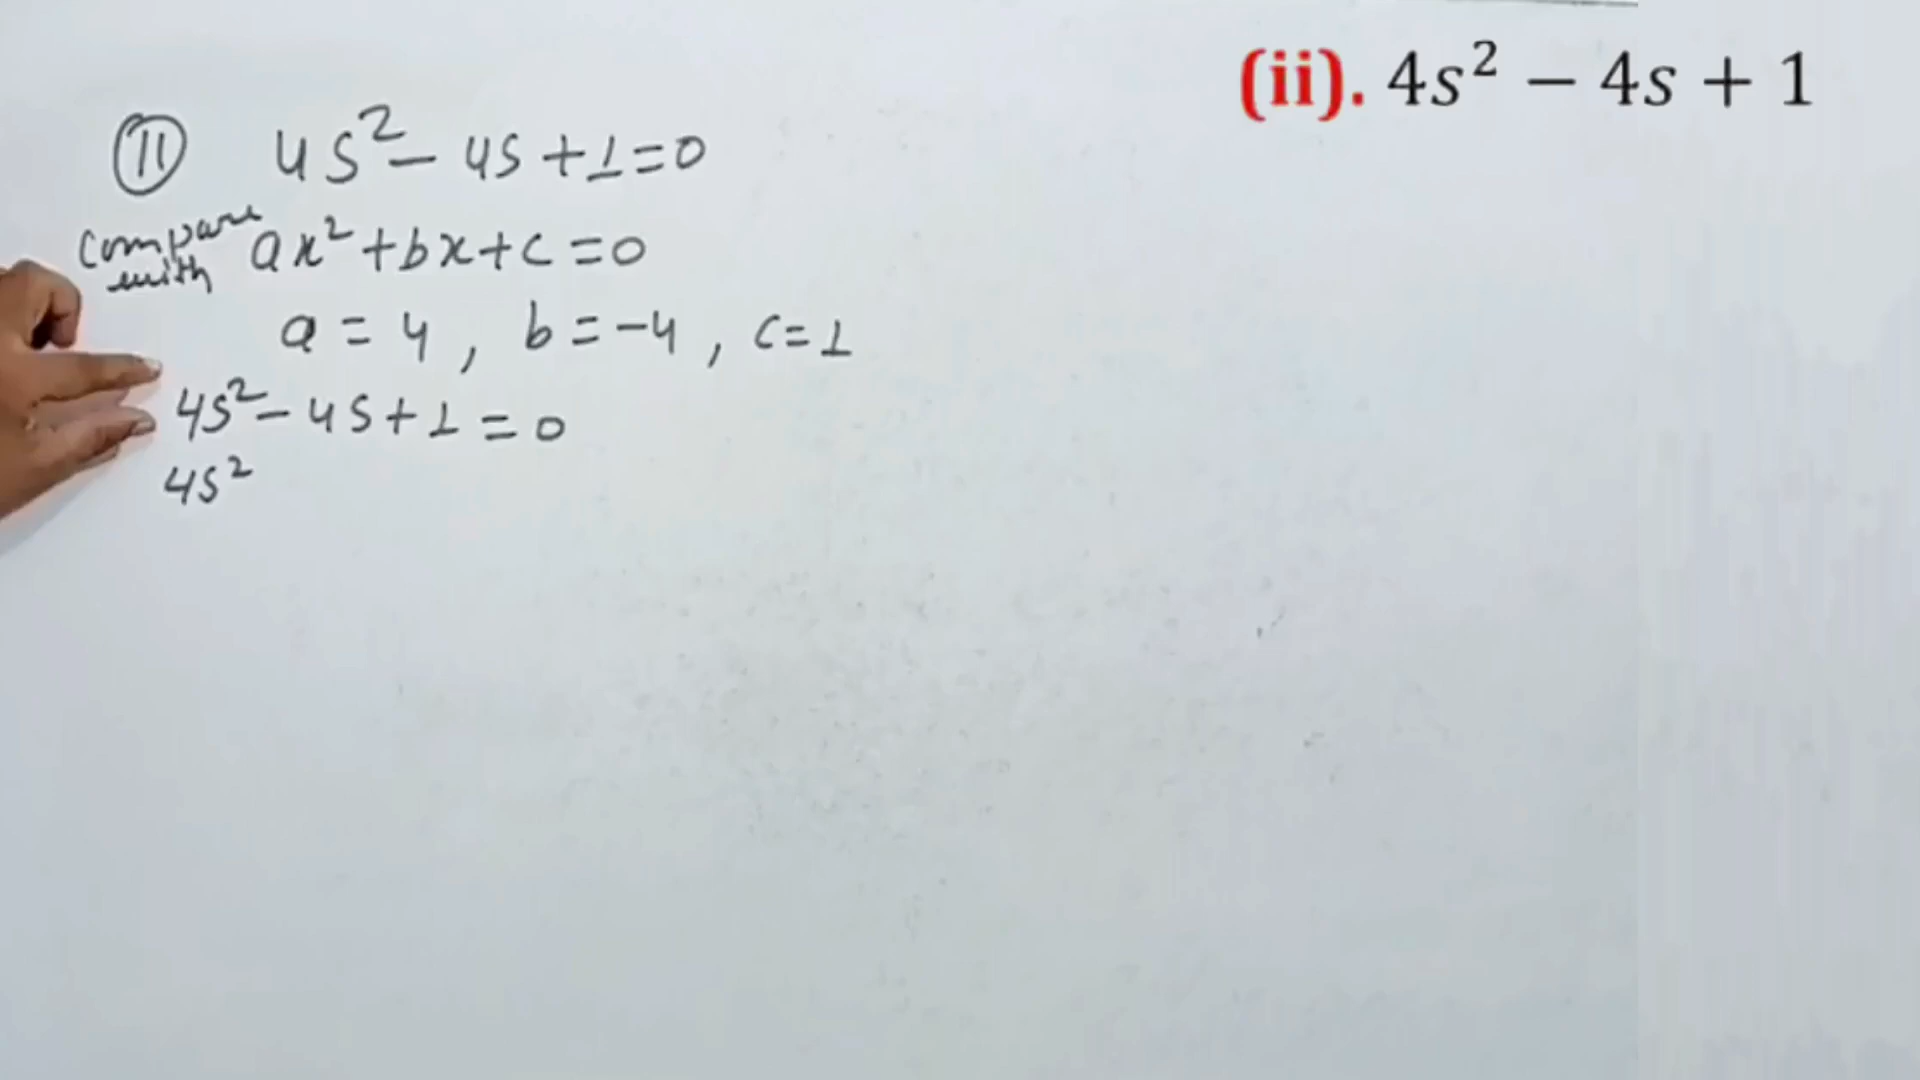 (ii). 4s² − 4s + 1
(11) 4s² − 4s + 1 = 0
compare with ax² + bx + c = 0
a = 4 , b = −4 , c = 1
4s² − 4s + 1 = 0
4s²